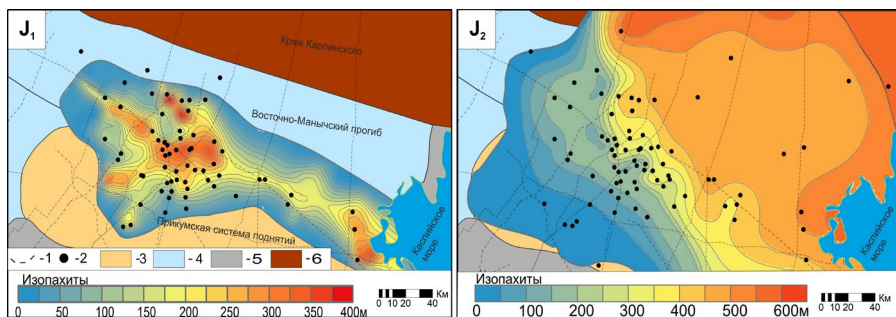 J₁
Кряж Карпинского
Восточно-Манычский прогиб
Прикумская система поднятий
Каспийское
море
-1 -2 -3 -4 -5 -6
Изопахиты
0 50 100 150 200 250 300 350 400м
0 10 20 40 Км
J₂
Каспийское
море
Изопахиты
0 100 200 300 400 500 600м
0 10 20 40 Км